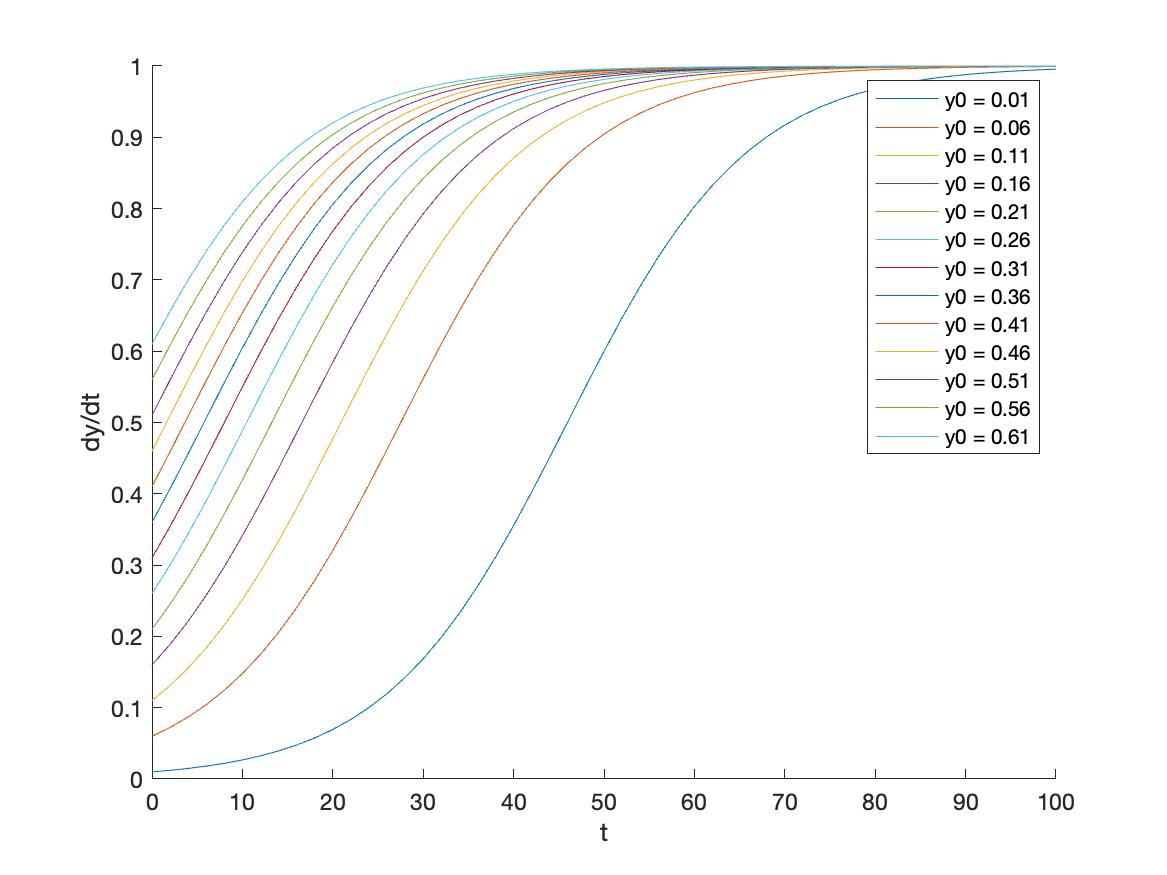 1
0.9
0.8
0.7
0.6
0.5
0.4
0.3
0.2
0.1
0
dy/dt
0 10 20 30 40 50 60 70 80 90 100
t
y0 = 0.01
y0 = 0.06
y0 = 0.11
y0 = 0.16
y0 = 0.21
y0 = 0.26
y0 = 0.31
y0 = 0.36
y0 = 0.41
y0 = 0.46
y0 = 0.51
y0 = 0.56
y0 = 0.61